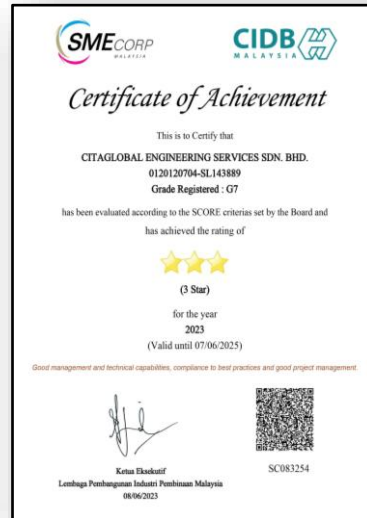 SMECORP
MALAYSIA
CIDB
MALAYSIA
Certificate of Achievement
This is to Certify that
CITAGLOBAL ENGINEERING SERVICES SDN. BHD.
0120120704-SL143889
Grade Registered : G7
has been evaluated according to the SCORE criterias set by the Board and
has achieved the rating of
(3 Star)
for the year
2023
(Valid until 07/06/2025)
Good management and technical capabilities, compliance to best practices and good project management.
Ketua Eksekutif
Lembaga Pembangunan Industri Pembinaan Malaysia
08/06/2023
SC083254